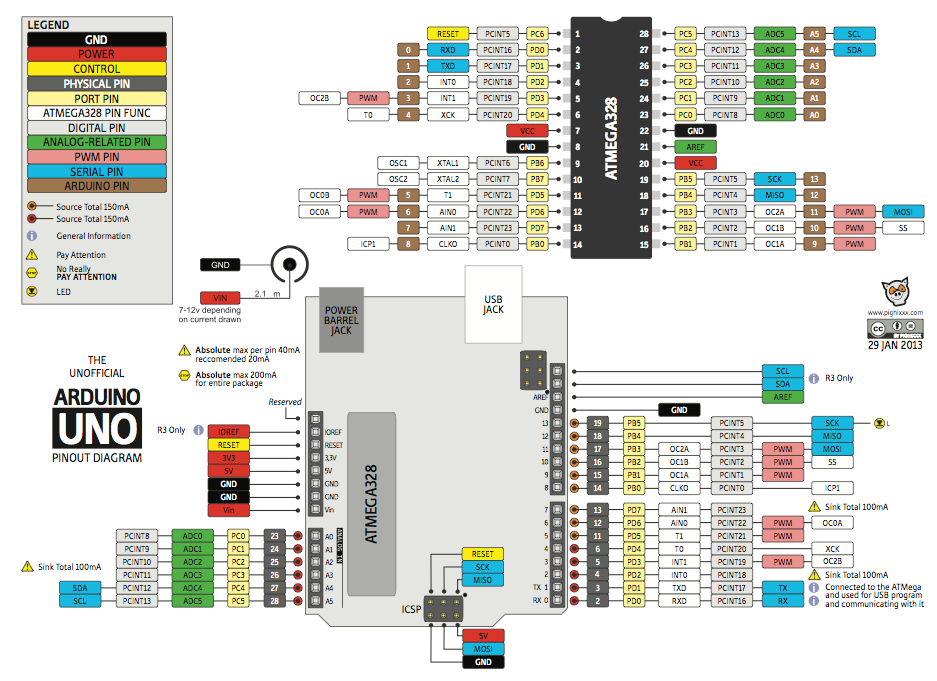 LEGEND
GND
POWER
CONTROL
PHYSICAL PIN
PORT PIN
ATMEGA328 PIN FUNC
DIGITAL PIN
ANALOG-RELATED PIN
PWM PIN
SERIAL PIN
ARDUINO PIN
Source Total 150mA
Source Total 150mA
General Information
Pay Attention
No Really
PAY ATTENTION
LED
ATMEGA328
RESET PCINT5 PC6 1
0 RXD PCINT16 PD0 2
1 TXD PCINT17 PD1 3
2 INT0 PCINT18 PD2 4
OC2B PWM 3 INT1 PCINT19 PD3 5
T0 4 XCK PCINT20 PD4 6
VCC 7
GND 8
OSC1 XTAL1 PCINT6 PB6 9
OSC2 XTAL2 PCINT7 PB7 10
OC0B PWM 5 T1 PCINT21 PD5 11
OC0A PWM 6 AIN0 PCINT22 PD6 12
7 AIN1 PCINT23 PD7 13
ICP1 8 CLKO PCINT0 PB0 14
28 PC5 PCINT13 ADC5 A5 SCL
27 PC4 PCINT12 ADC4 A4 SDA
26 PC3 PCINT11 ADC3 A3
25 PC2 PCINT10 ADC2 A2
24 PC1 PCINT9 ADC1 A1
23 PC0 PCINT8 ADC0 A0
22 GND
21 AREF
20 VCC
19 PB5 PCINT5 SCK 13
18 PB4 PCINT4 MISO 12
17 PB3 PCINT3 OC2A 11 PWM MOSI
16 PB2 PCINT2 OC1B 10 PWM SS
15 PB1 PCINT1 OC1A 9 PWM
GND
VIN 2.1 m
7-12v depending
on current drawn
POWER
BARREL
JACK
USB
JACK
www.pighixxx.com
cc
29 JAN 2013
Absolute max per pin 40mA
reccomended 20mA
Absolute max 200mA
for entire package
THE
UNOFFICIAL
ARDUINO
UNO
PINOUT DIAGRAM
Reserved
R3 Only
IOREF IOREF
RESET RESET
3V3 3,3V
5V 5V
GND GND
GND GND
Vin Vin
ATMEGA328
PCINT8 ADC0 PC0 23 A0
PCINT9 ADC1 PC1 24 A1
PCINT10 ADC2 PC2 25 A2
Sink Total 100mA
PCINT11 ADC3 PC3 26 A3
SDA PCINT12 ADC4 PC4 27 A4
SCL PCINT13 ADC5 PC5 28 A5
SCL
R3 Only
SDA
AREF AREF
GND GND
13 19 PB5 PCINT5 SCK L
12 18 PB4 PCINT4 MISO
11 17 PB3 OC2A PCINT3 PWM MOSI
10 16 PB2 OC1B PCINT2 PWM SS
9 15 PB1 OC1A PCINT1 PWM
8 14 PB0 CLKO PCINT0 ICP1
Sink Total 100mA
7 13 PD7 AIN1 PCINT23
6 12 PD6 AIN0 PCINT22 PWM OC0A
5 11 PD5 T1 PCINT21 PWM
4 6 PD4 T0 PCINT20 XCK
3 5 PD3 INT1 PCINT19 PWM OC2B
2 4 PD2 INT0 PCINT18
Sink Total 100mA
TX 1 3 PD1 TXD PCINT17 TX
RX 0 2 PD0 RXD PCINT16 RX
Connected to the ATMega
and used for USB program
and communicating with it
RESET
SCK
MISO
ICSP
5V
MOSI
GND